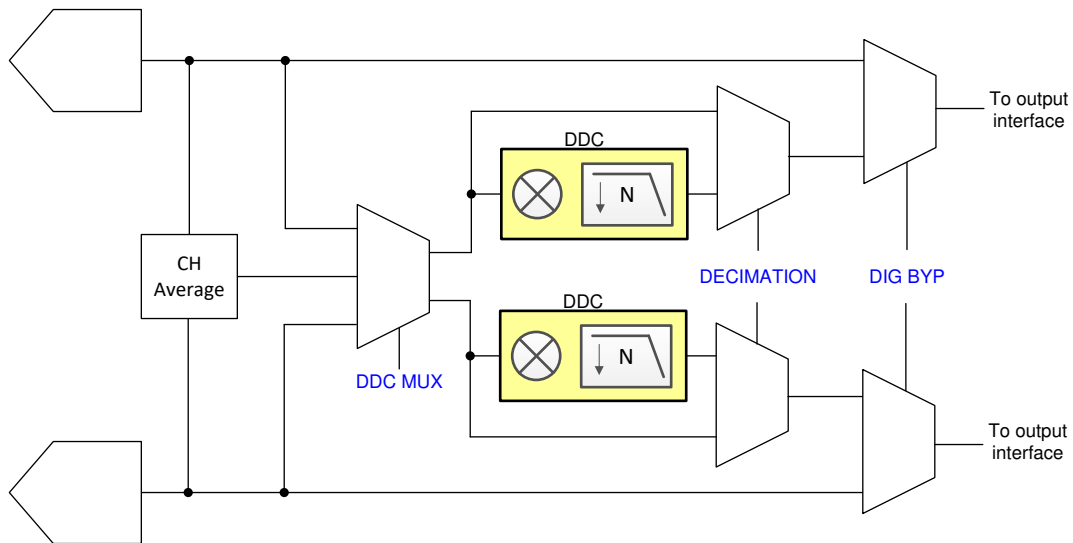 To output
interface
DDC
N
CH
Average
DECIMATION
DIG BYP
DDC
N
DDC MUX
To output
interface